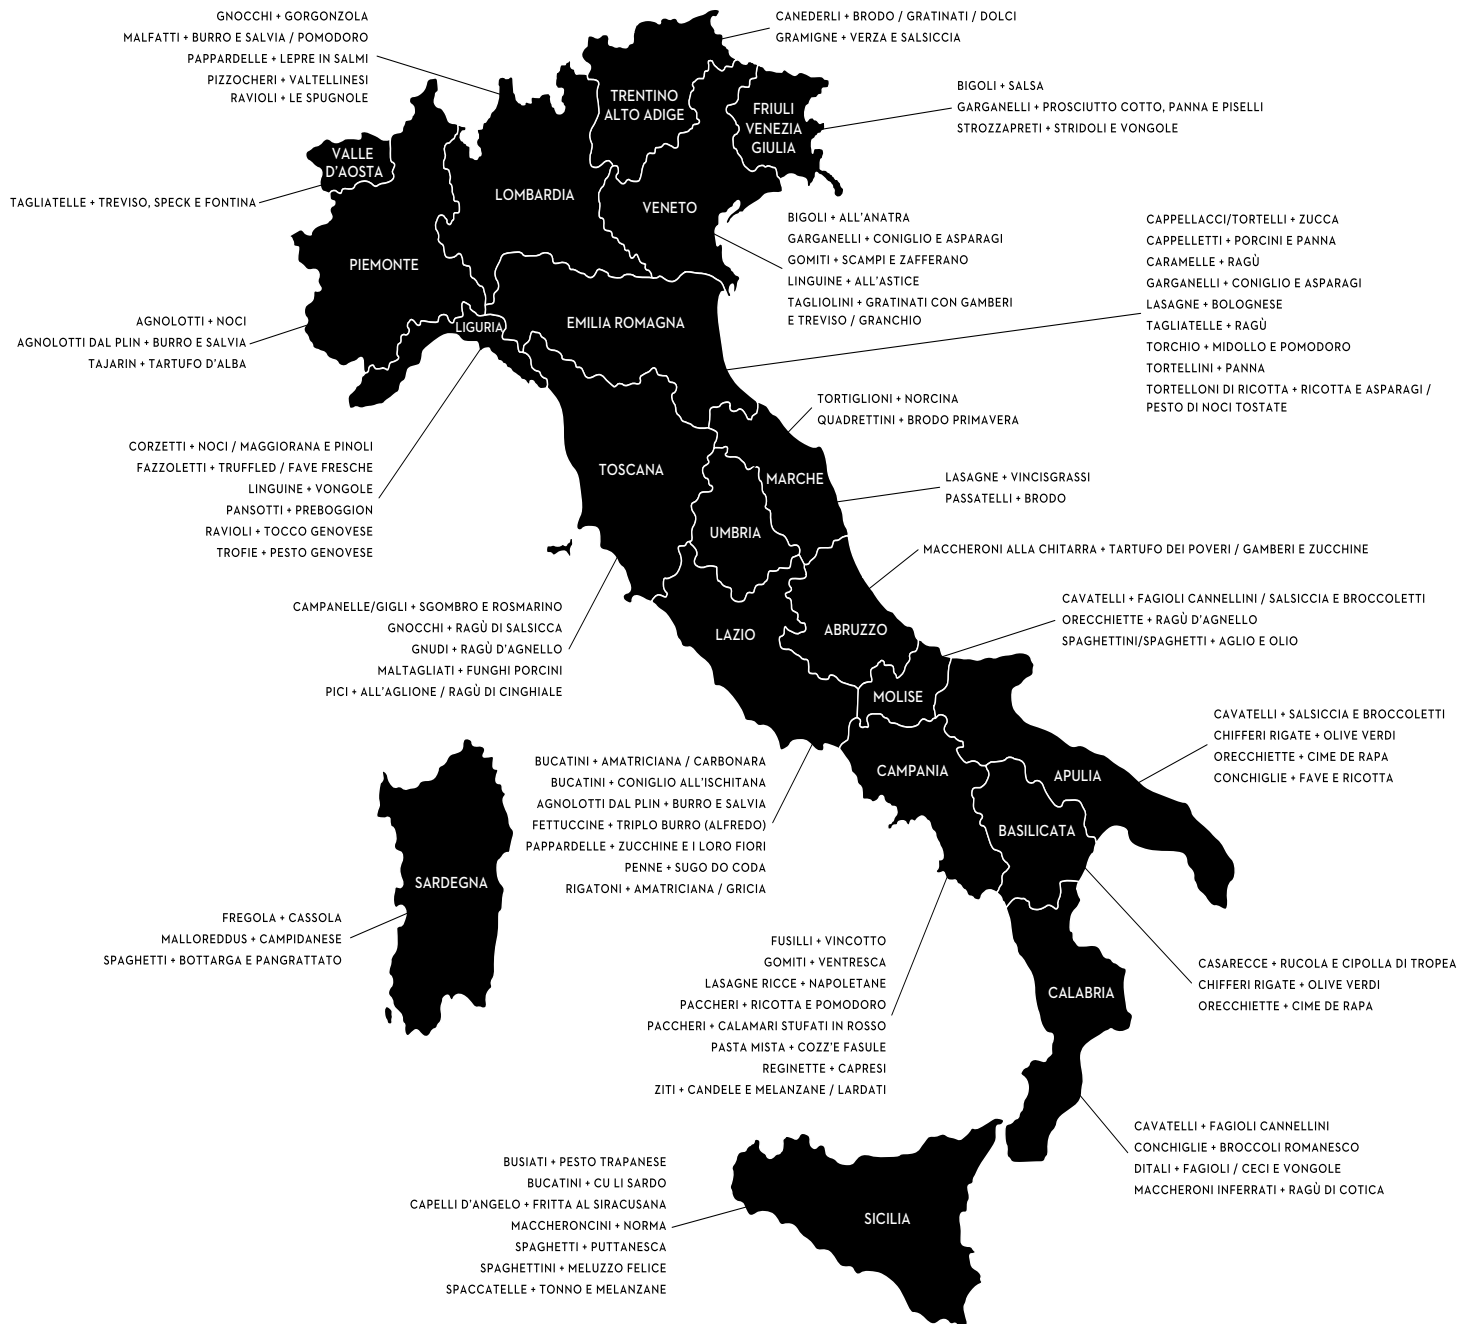 GNOCCHI + GORGONZOLA
MALFATTI + BURRO E SALVIA / POMODORO
PAPPARDELLE + LEPRE IN SALMI
PIZZOCHERI + VALTELLINESI
RAVIOLI + LE SPUGNOLE
CANEDERLI + BRODO / GRATINATI / DOLCI
GRAMIGNE + VERZA E SALSICCIA
BIGOLI + SALSA
GARGANELLI + PROSCIUTTO COTTO, PANNA E PISELLI
STROZZAPRETI + STRIDOLI E VONGOLE
TRENTINO
ALTO ADIGE
FRIULI
VENEZIA
GIULIA
VALLE
D'AOSTA
LOMBARDIA
VENETO
TAGLIATELLE + TREVISO, SPECK E FONTINA
BIGOLI + ALL'ANATRA
GARGANELLI + CONIGLIO E ASPARAGI
GOMITI + SCAMPI E ZAFFERANO
LINGUINE + ALL'ASTICE
TAGLIOLINI + GRATINATI CON GAMBERI
E TREVISO / GRANCHIO
CAPPELLACCI/TORTELLI + ZUCCA
CAPPELLETTI + PORCINI E PANNA
CARAMELLE + RAGÙ
GARGANELLI + CONIGLIO E ASPARAGI
LASAGNE + BOLOGNESE
TAGLIATELLE + RAGÙ
TORCHIO + MIDOLLO E POMODORO
TORTELLINI + PANNA
TORTELLONI DI RICOTTA + RICOTTA E ASPARAGI /
PESTO DI NOCI TOSTATE
PIEMONTE
LIGURIA
EMILIA ROMAGNA
AGNOLOTTI + NOCI
AGNOLOTTI DAL PLIN + BURRO E SALVIA
TAJARIN + TARTUFO D'ALBA
TORTIGLIONI + NORCINA
QUADRETTINI + BRODO PRIMAVERA
CORZETTI + NOCI / MAGGIORANA E PINOLI
FAZZOLETTI + TRUFFLED / FAVE FRESCHE
LINGUINE + VONGOLE
PANSOTTI + PREBOGGION
RAVIOLI + TOCCO GENOVESE
TROFIE + PESTO GENOVESE
TOSCANA
MARCHE
UMBRIA
LASAGNE + VINCISGRASSI
PASSATELLI + BRODO
MACCHERONI ALLA CHITARRA + TARTUFO DEI POVERI / GAMBERI E ZUCCHINE
CAMPANELLE/GIGLI + SGOMBRO E ROSMARINO
GNOCCHI + RAGÙ DI SALSICCA
GNUDI + RAGÙ D'AGNELLO
MALTAGLIATI + FUNGHI PORCINI
PICI + ALL'AGLIONE / RAGÙ DI CINGHIALE
LAZIO
ABRUZZO
MOLISE
CAVATELLI + FAGIOLI CANNELLINI / SALSICCIA E BROCCOLETTI
ORECCHIETTE + RAGÙ D'AGNELLO
SPAGHETTINI/SPAGHETTI + AGLIO E OLIO
CAVATELLI + SALSICCIA E BROCCOLETTI
CHIFFERI RIGATE + OLIVE VERDI
ORECCHIETTE + CIME DE RAPA
CONCHIGLIE + FAVE E RICOTTA
BUCATINI + AMATRICIANA / CARBONARA
BUCATINI + CONIGLIO ALL'ISCHITANA
AGNOLOTTI DAL PLIN + BURRO E SALVIA
FETTUCCINE + TRIPLO BURRO (ALFREDO)
PAPPARDELLE + ZUCCHINE E I LORO FIORI
PENNE + SUGO DO CODA
RIGATONI + AMATRICIANA / GRICIA
CAMPANIA
APULIA
BASILICATA
SARDEGNA
FREGOLA + CASSOLA
MALLOREDDUS + CAMPIDANESE
SPAGHETTI + BOTTARGA E PANGRATTATO
FUSILLI + VINCOTTO
GOMITI + VENTRESCA
LASAGNE RICCE + NAPOLETANE
PACCHERI + RICOTTA E POMODORO
PACCHERI + CALAMARI STUFATI IN ROSSO
PASTA MISTA + COZZ'E FASULE
REGINETTE + CAPRESI
ZITI + CANDELE E MELANZANE / LARDATI
CASARECCE + RUCOLA E CIPOLLA DI TROPEA
CHIFFERI RIGATE + OLIVE VERDI
ORECCHIETTE + CIME DE RAPA
CALABRIA
CAVATELLI + FAGIOLI CANNELLINI
CONCHIGLIE + BROCCOLI ROMANESCO
DITALI + FAGIOLI / CECI E VONGOLE
MACCHERONI INFERRATI + RAGÙ DI COTICA
BUSIATI + PESTO TRAPANESE
BUCATINI + CU LI SARDO
CAPELLI D'ANGELO + FRITTA AL SIRACUSANA
MACCHERONCINI + NORMA
SPAGHETTI + PUTTANESCA
SPAGHETTINI + MELUZZO FELICE
SPACCATELLE + TONNO E MELANZANE
SICILIA